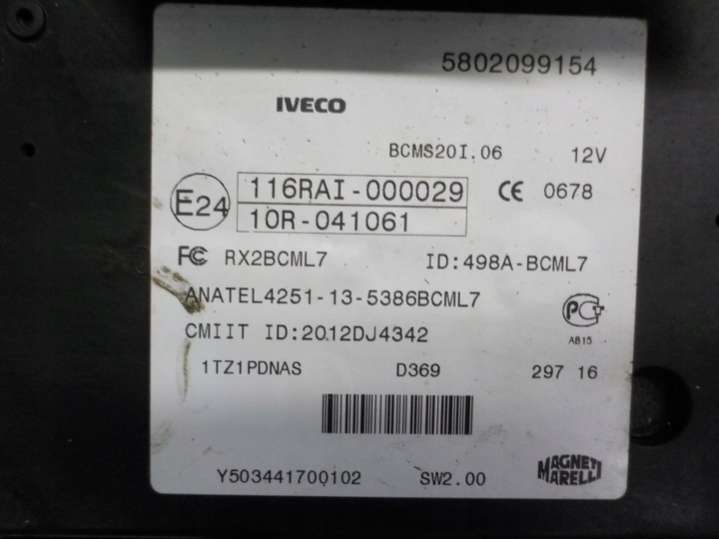 5802099154
IVECO
BCMS20I.06 12V
E24 116RAI-000029 CE 0678
10R-041061
FC RX2BCML7 ID:498A-BCML7
ANATEL4251-13-5386BCML7
CMIIT ID:2012DJ4342
AB15
1TZ1PDNAS D369 297 16
Y503441700102 SW2.00
MAGNETI
MARELLI